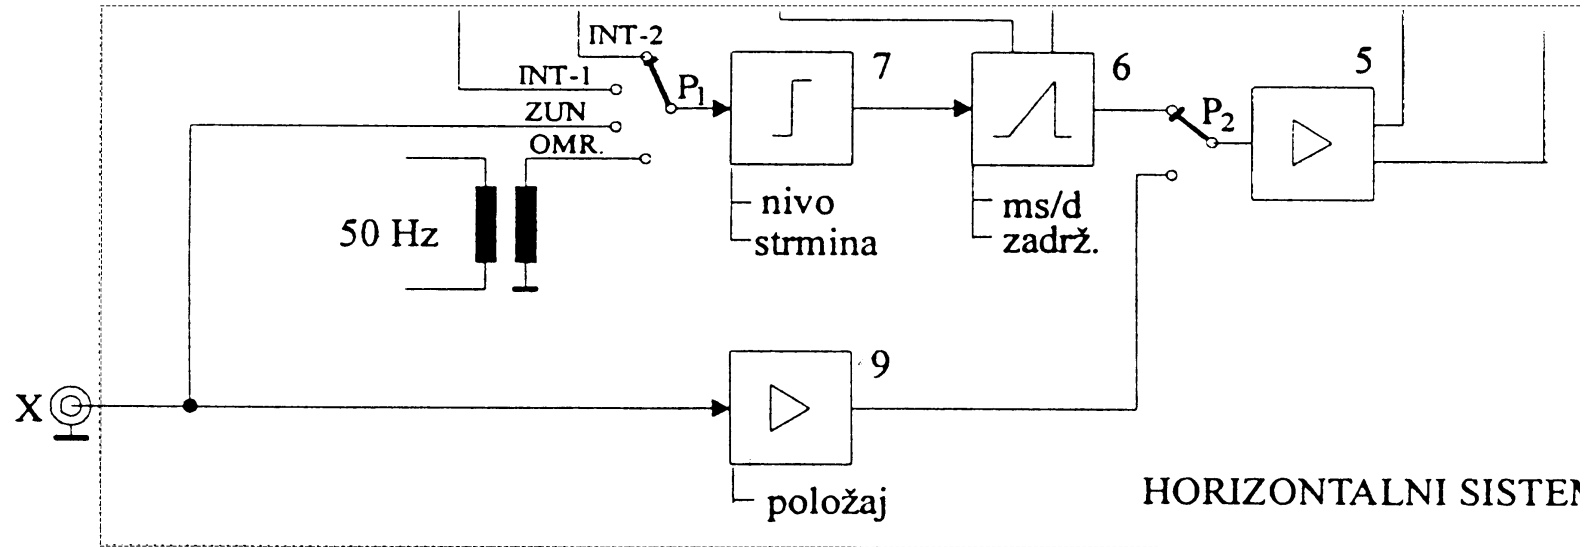 INT-2
INT-1
ZUN
OMR.
P1
7
6
P2
5
50 Hz
nivo
strmina
ms/d
zadrž.
X
9
položaj
HORIZONTALNI SISTEM